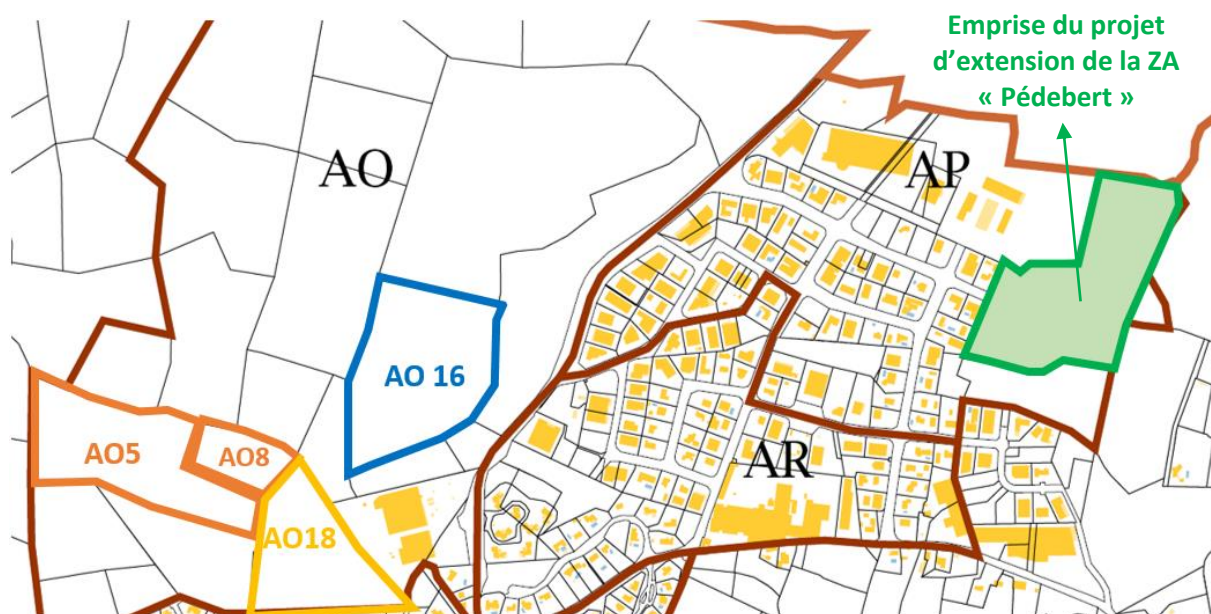 Emprise du projet
d'extension de la ZA
« Pédebert »
AO
AP
AO 16
AO5
AO8
AR
AO18